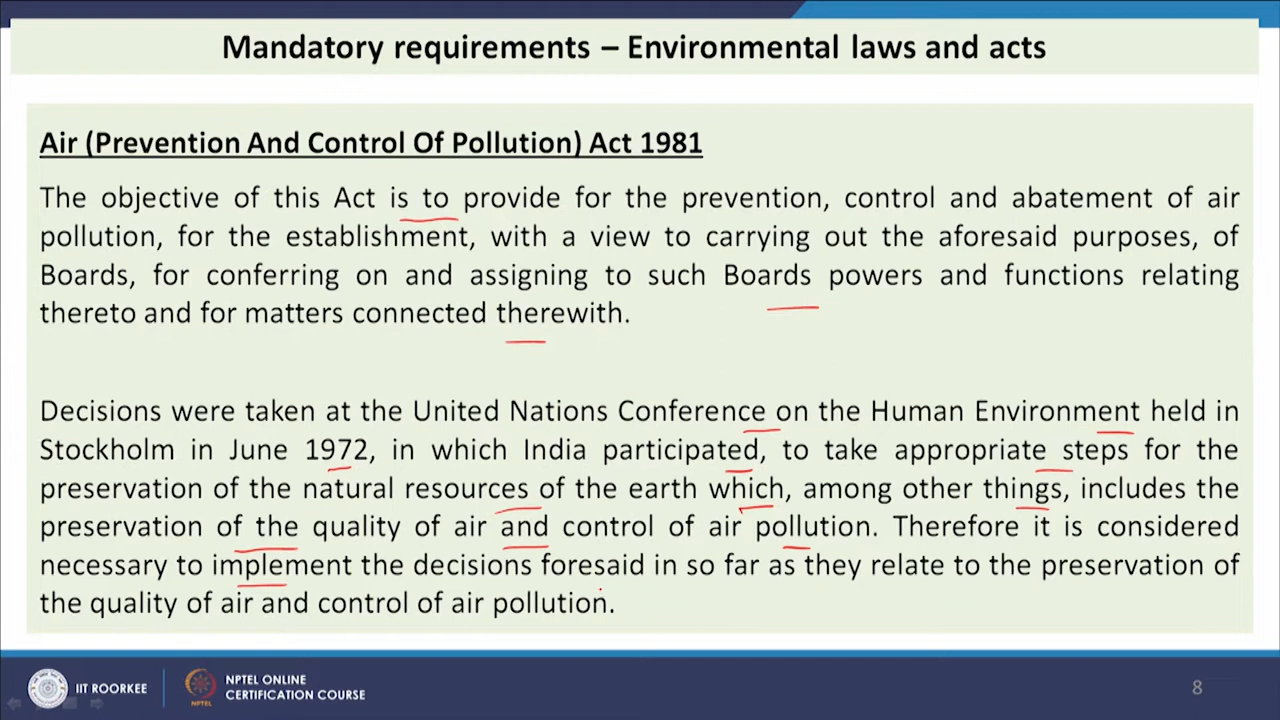 Mandatory requirements – Environmental laws and acts
Air (Prevention And Control Of Pollution) Act 1981
The objective of this Act is to provide for the prevention, control and abatement of air
pollution, for the establishment, with a view to carrying out the aforesaid purposes, of
Boards, for conferring on and assigning to such Boards powers and functions relating
thereto and for matters connected therewith.
Decisions were taken at the United Nations Conference on the Human Environment held in
Stockholm in June 1972, in which India participated, to take appropriate steps for the
preservation of the natural resources of the earth which, among other things, includes the
preservation of the quality of air and control of air pollution. Therefore it is considered
necessary to implement the decisions foresaid in so far as they relate to the preservation of
the quality of air and control of air pollution.
IIT ROORKEE
NPTEL
NPTEL ONLINE
CERTIFICATION COURSE
8